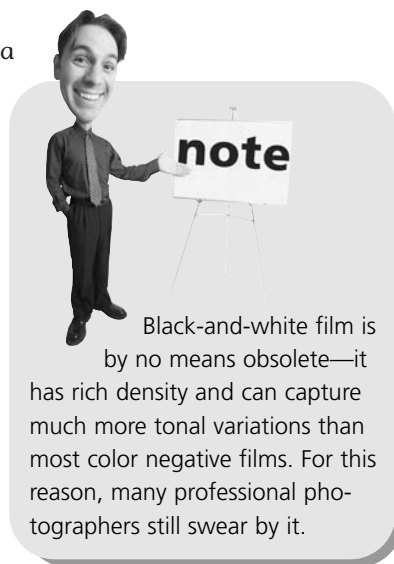 a
note
Black-and-white film is
by no means obsolete—it
has rich density and can capture
much more tonal variations than
most color negative films. For this
reason, many professional pho-
tographers still swear by it.